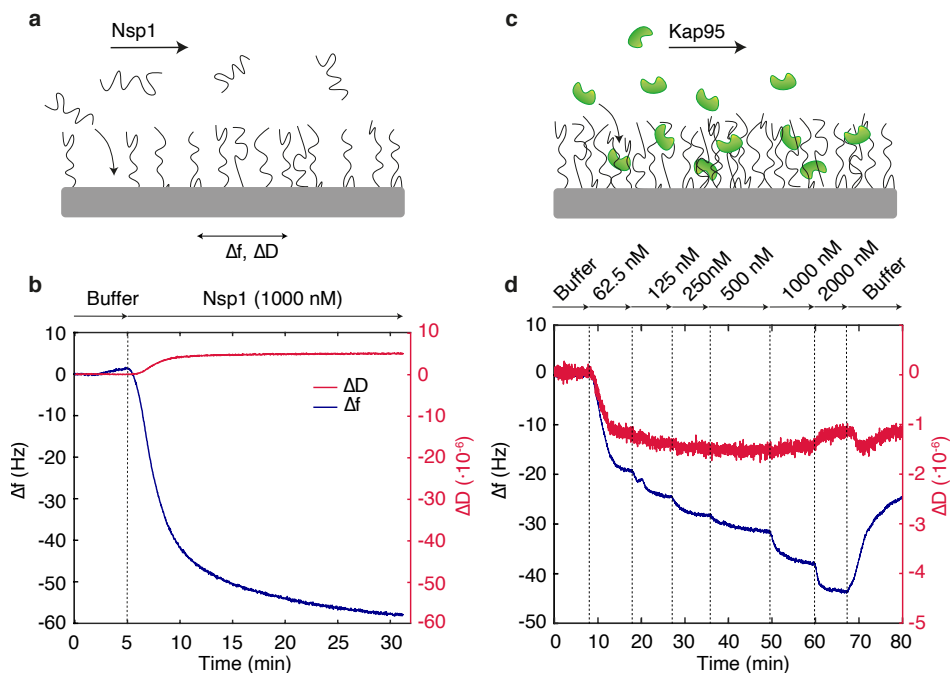 a
Nsp1
Δf, ΔD
b
Buffer
Nsp1 (1000 nM)
10
0
-10
-20
-30
-40
-50
-60
Δf (Hz)
10
0
-10
-20
-30
-40
-50
-60
ΔD (·10⁻⁶)
ΔD
Δf
0 5 10 15 20 25 30
Time (min)
c
Kap95
d
Buffer
62.5 nM
125 nM
250nM
500 nM
1000 nM
2000 nM
Buffer
10
0
-10
-20
-30
-40
-50
Δf (Hz)
0
-1
-2
-3
-4
-5
ΔD (·10⁻⁶)
0 10 20 30 40 50 60 70 80
Time (min)